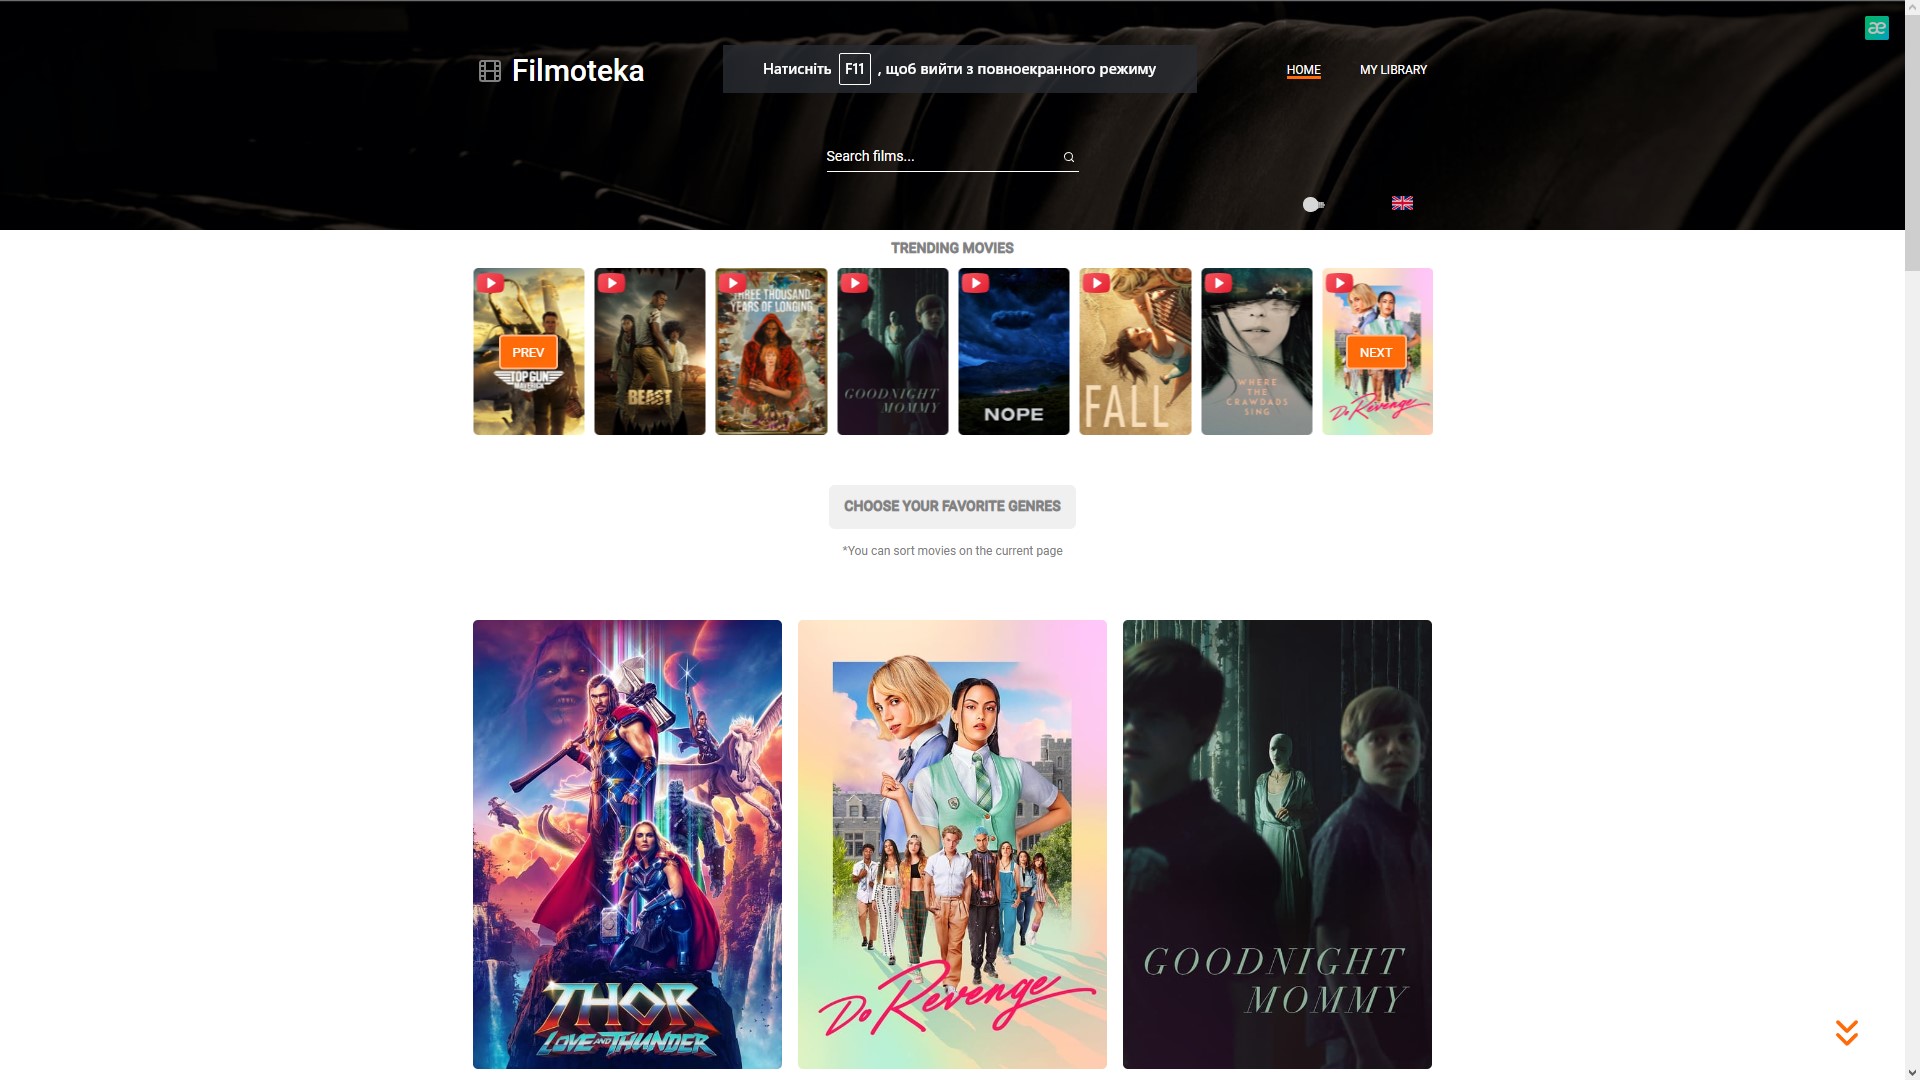 Filmoteka
Натисніть F11 , щоб вийти з повноекранного режиму
HOME
MY LIBRARY
æ
Search films...
TRENDING MOVIES
PREV
TOP GUN
MAVERICK
BEAST
THREE THOUSAND
YEARS OF LONGING
GOODNIGHT
MOMMY
NOPE
FALL
WHERE
THE
CRAWDADS
SING
NEXT
Do Revenge
CHOOSE YOUR FAVORITE GENRES
*You can sort movies on the current page
THOR
LOVE AND THUNDER
Do Revenge
GOODNIGHT
MOMMY